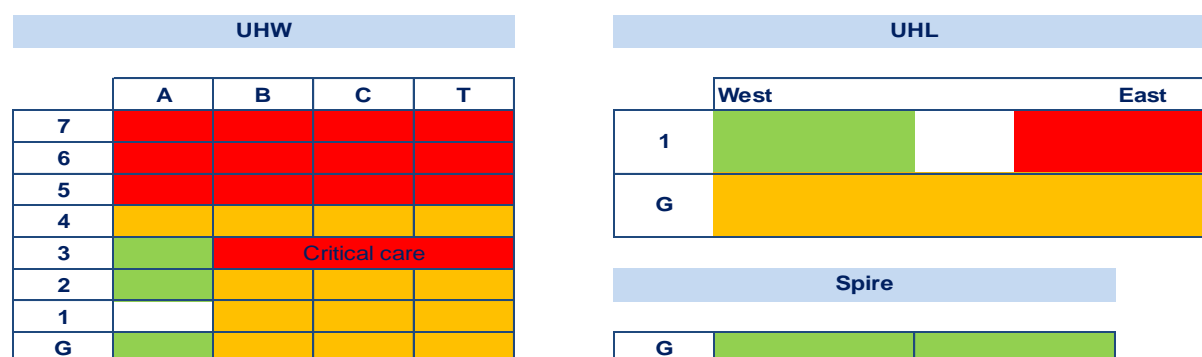 UHW
A B C T
7
6
5
4
3 Critical care
2
1
G
UHL
West East
1
G
Spire
G